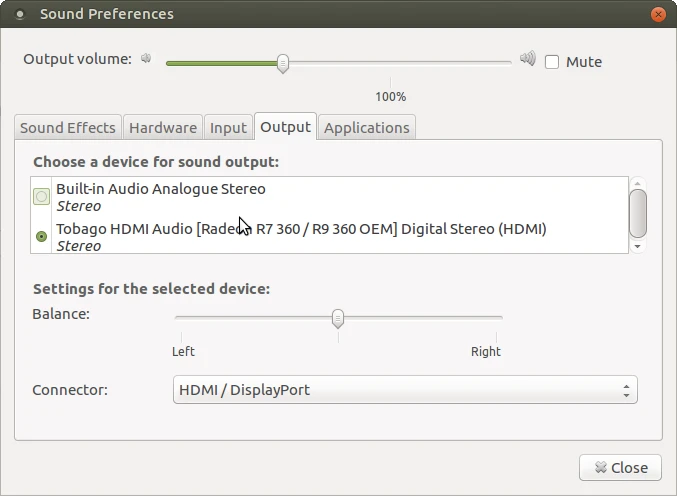 Sound Preferences
Output volume:
Mute
100%
Sound Effects
Hardware
Input
Output
Applications
Choose a device for sound output:
Built-in Audio Analogue Stereo
Stereo
Tobago HDMI Audio [Radeon R7 360 / R9 360 OEM] Digital Stereo (HDMI)
Stereo
Settings for the selected device:
Balance:
Left
Right
Connector:
HDMI / DisplayPort
Close